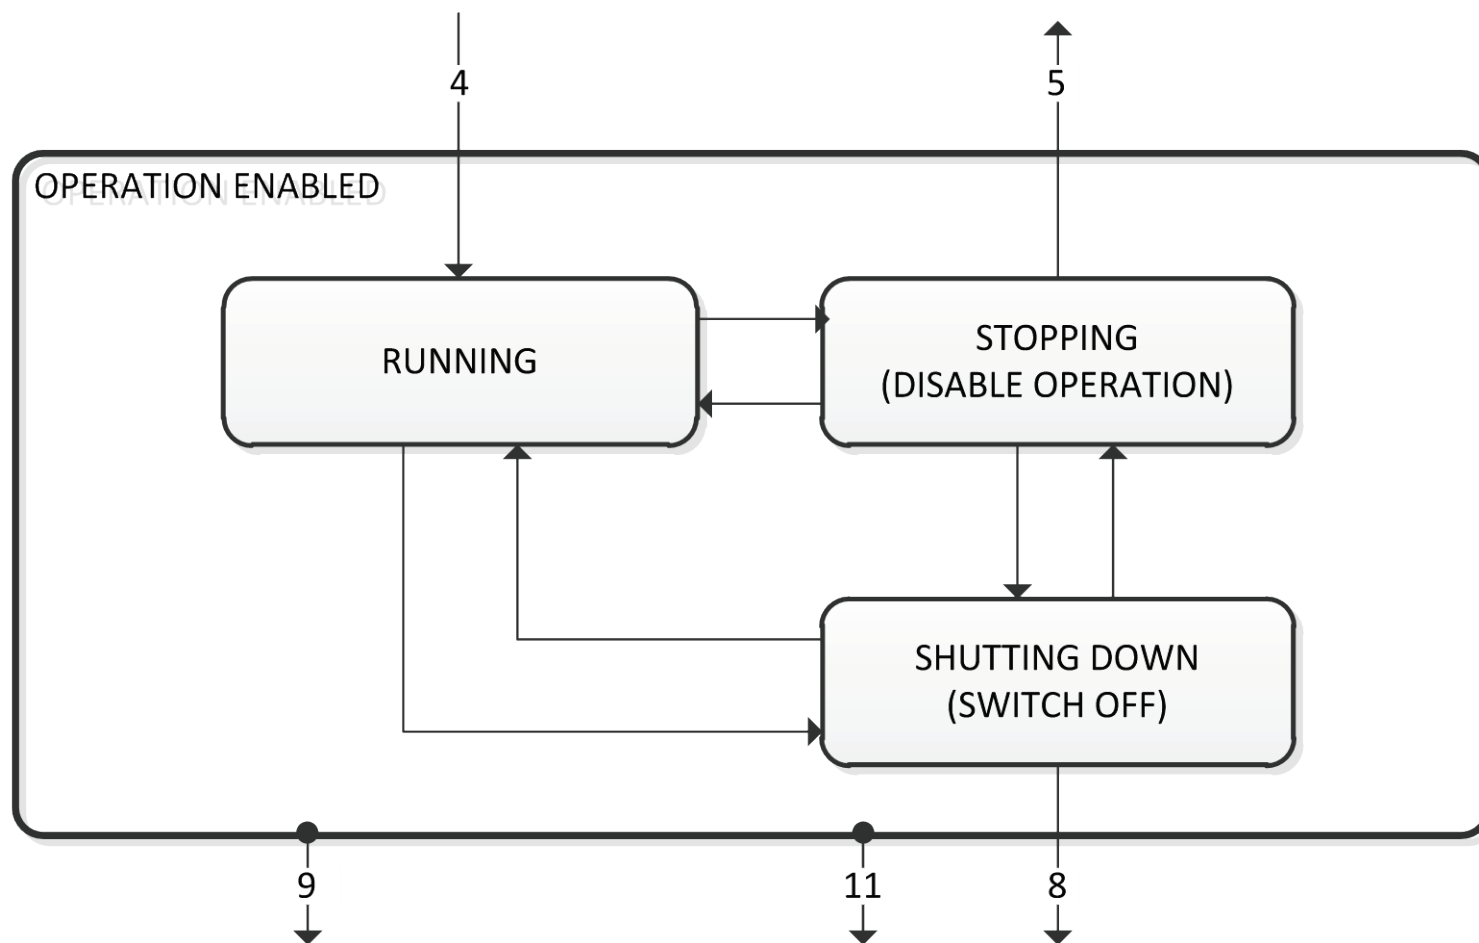 4
5
OPERATION ENABLED
RUNNING
STOPPING
(DISABLE OPERATION)
SHUTTING DOWN
(SWITCH OFF)
9
11
8